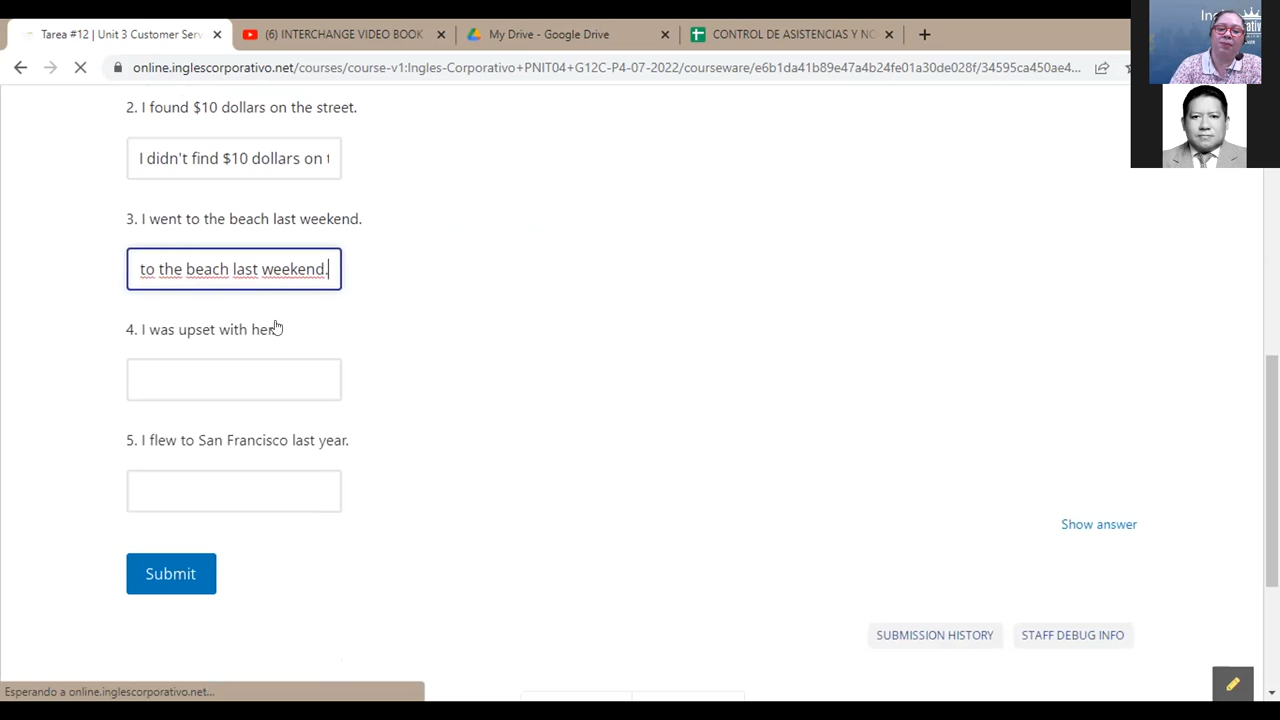 Tarea #12 | Unit 3 Customer Serv
(6) INTERCHANGE VIDEO BOOK
My Drive - Google Drive
CONTROL DE ASISTENCIAS Y NO
online.inglescorporativo.net/courses/course-v1:Ingles-Corporativo+PNIT04+G12C-P4-07-2022/courseware/e6b1da41b89e47a4b24fe01a30de028f/34595ca450ae4...
2. I found $10 dollars on the street.
I didn't find $10 dollars on t
3. I went to the beach last weekend.
to the beach last weekend.
4. I was upset with her
5. I flew to San Francisco last year.
Show answer
Submit
SUBMISSION HISTORY
STAFF DEBUG INFO
Esperando a online.inglescorporativo.net...